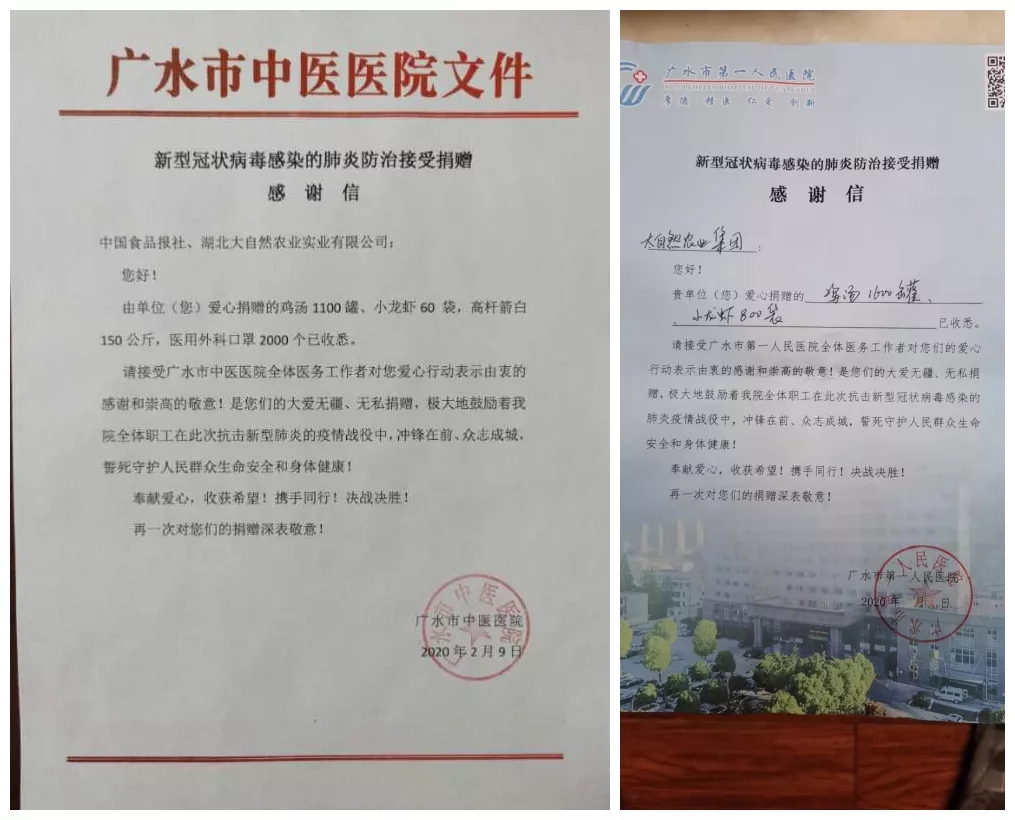 广水市中医医院文件
新型冠状病毒感染的肺炎防治接受捐赠
感 谢 信
中国食品报社、湖北大自然农业实业有限公司：
您好！
由单位（您）爱心捐赠的鸡汤 1100 罐、小龙虾 60 袋，高杆箭白
150 公斤，医用外科口罩 2000 个已收悉。
请接受广水市中医医院全体医务工作者对您爱心行动表示由衷的
感谢和崇高的敬意！是您们的大爱无疆、无私捐赠，极大地鼓励着我
院全体职工在此次抗击新型肺炎的疫情战役中，冲锋在前、众志成城，
誓死守护人民群众生命安全和身体健康！
奉献爱心，收获希望！携手同行！决战决胜！
再一次对您们的捐赠深表敬意！
广水市中医医院
2020 年 2 月 9 日
广水市中医医院
广水市第一人民医院
厚德 精医 仁爱 创新
新型冠状病毒感染的肺炎防治接受捐赠
感 谢 信
大自然农业集团：
您好！
贵单位（您）爱心捐赠的 鸡汤 1600 罐、
、小龙虾 800 袋 已收悉。
请接受广水市第一人民医院全体医务工作者对您们的爱心
行动表示由衷的感谢和崇高的敬意！是您们的大爱无疆、无私捐
赠，极大地鼓励着我院全体职工在此次抗击新型冠状病毒感染的
肺炎疫情战役中，冲锋在前、众志成城，誓死守护人民群众生命
安全和身体健康！
奉献爱心，收获希望！携手同行！决战决胜！
再一次对您们的捐赠深表敬意！
广水市第一人民医院
2020 年 月 日